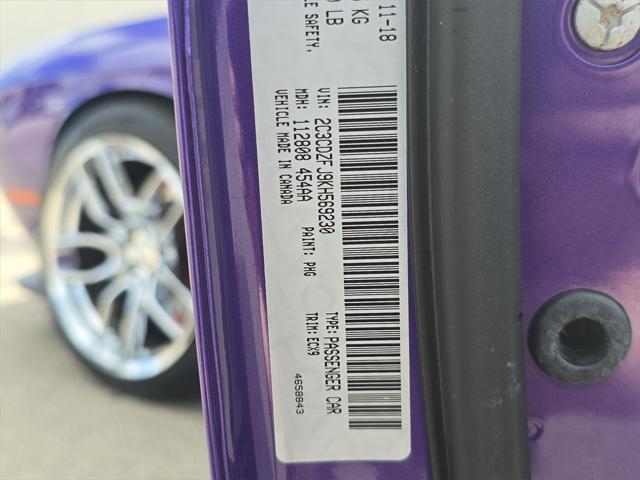 11-18
KG
LB
LE SAFETY,
VIN: 2C3CDZFJ9KH569230
MDH: 112808 454AA
VEHICLE MADE IN CANADA
PAINT: PHG
TYPE: PASSENGER CAR
TRIM: ECX9
4658843